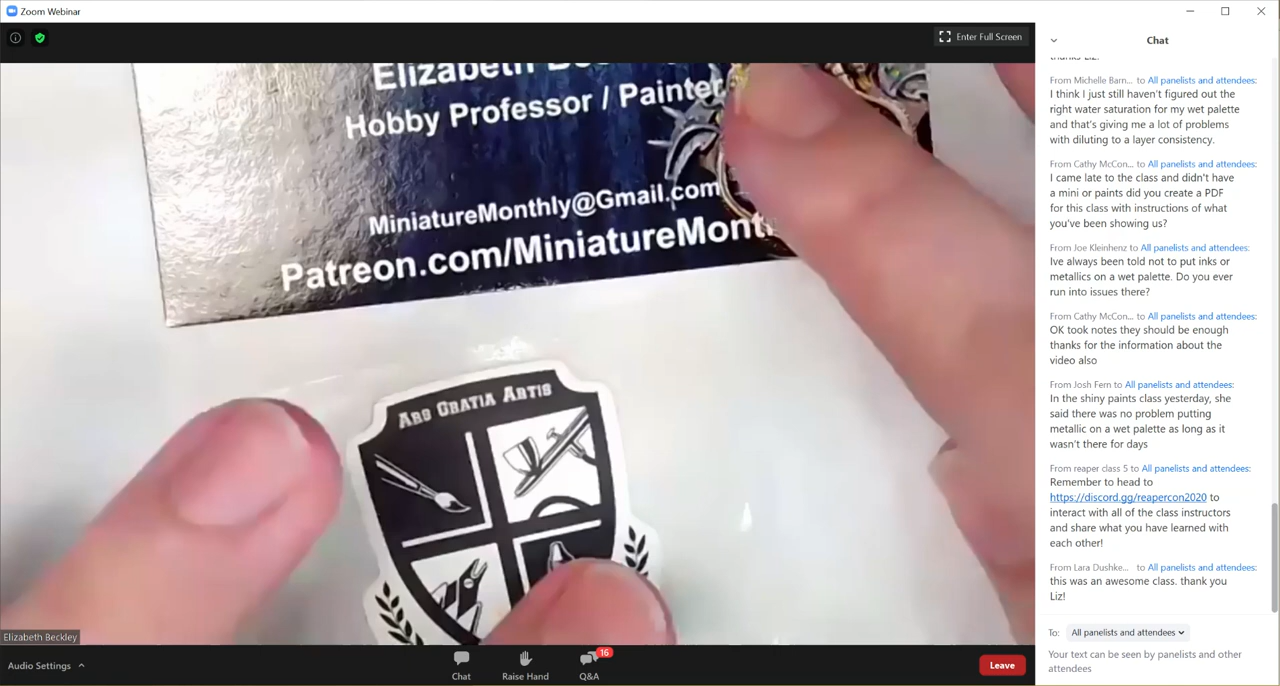 Zoom Webinar
Enter Full Screen
Elizabeth
Hobby Professor / Painter
MiniatureMonthly@Gmail.com
Patreon.com/MiniatureMonth
ARS GRATIA ARTIS
Elizabeth Beckley
Audio Settings
Chat
Raise Hand
Q&A
16
Leave
Chat
thanks Liz!
From Michelle Barn... to All panelists and attendees:
I think I just still haven't figured out the
right water saturation for my wet palette
and that's giving me a lot of problems
with diluting to a layer consistency.
From Cathy McCon... to All panelists and attendees:
I came late to the class and didn't have
a mini or paints did you create a PDF
for this class with instructions of what
you've been showing us?
From Joe Kleinhenz to All panelists and attendees:
Ive always been told not to put inks or
metallics on a wet palette. Do you ever
run into issues there?
From Cathy McCon... to All panelists and attendees:
OK took notes they should be enough
thanks for the information about the
video also
From Josh Fern to All panelists and attendees:
In the shiny paints class yesterday, she
said there was no problem putting
metallic on a wet palette as long as it
wasn't there for days
From reaper class 5 to All panelists and attendees:
Remember to head to
https://discord.gg/reapercon2020 to
interact with all of the class instructors
and share what you have learned with
each other!
From Lara Dushke... to All panelists and attendees:
this was an awesome class. thank you
Liz!
To: All panelists and attendees
Your text can be seen by panelists and other
attendees